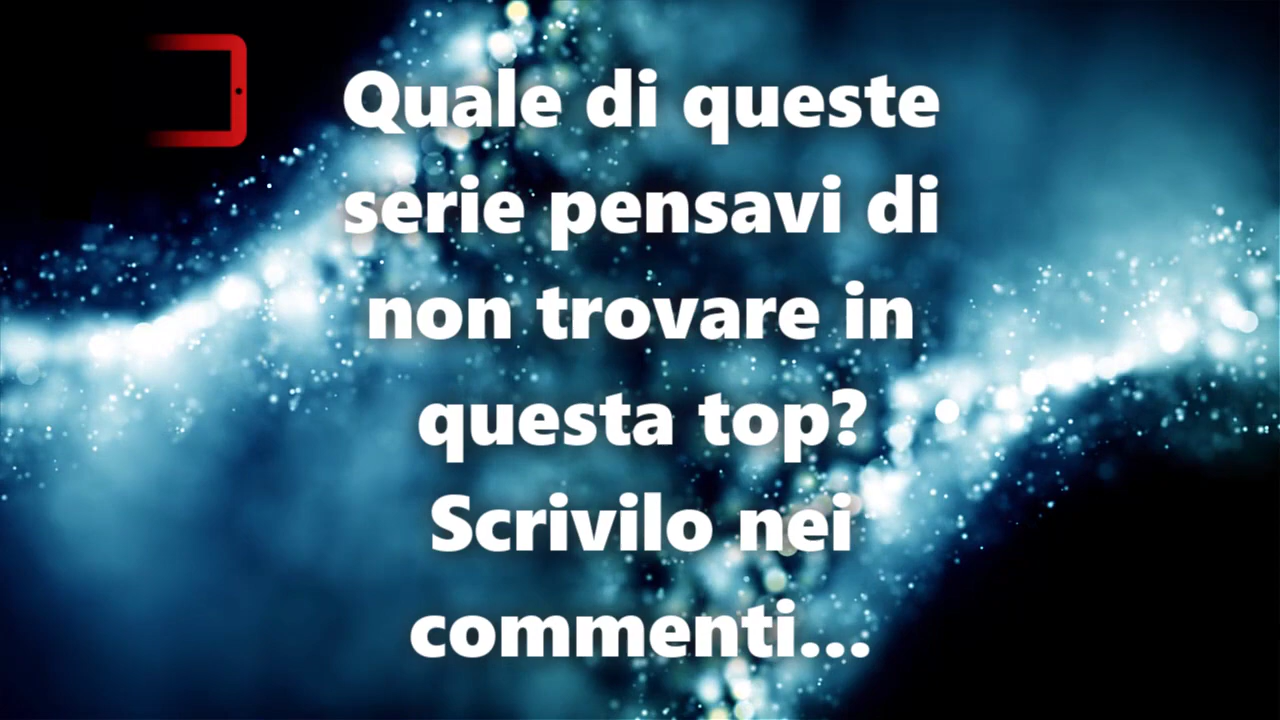 Quale di queste
serie pensavi di
non trovare in
questa top?
Scrivilo nei
commenti...